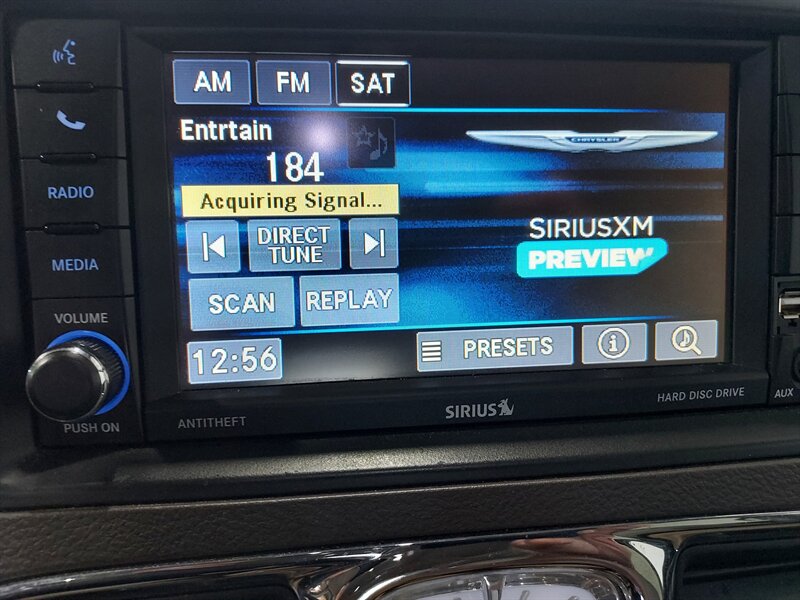 AM FM SAT
Entrtain
184
CHRYSLER
Acquiring Signal...
RADIO
DIRECT
TUNE
SIRIUSXM
PREVIEW
MEDIA
SCAN REPLAY
VOLUME
12:56
PRESETS
PUSH ON
ANTITHEFT
SIRIUS
HARD DISC DRIVE
AUX